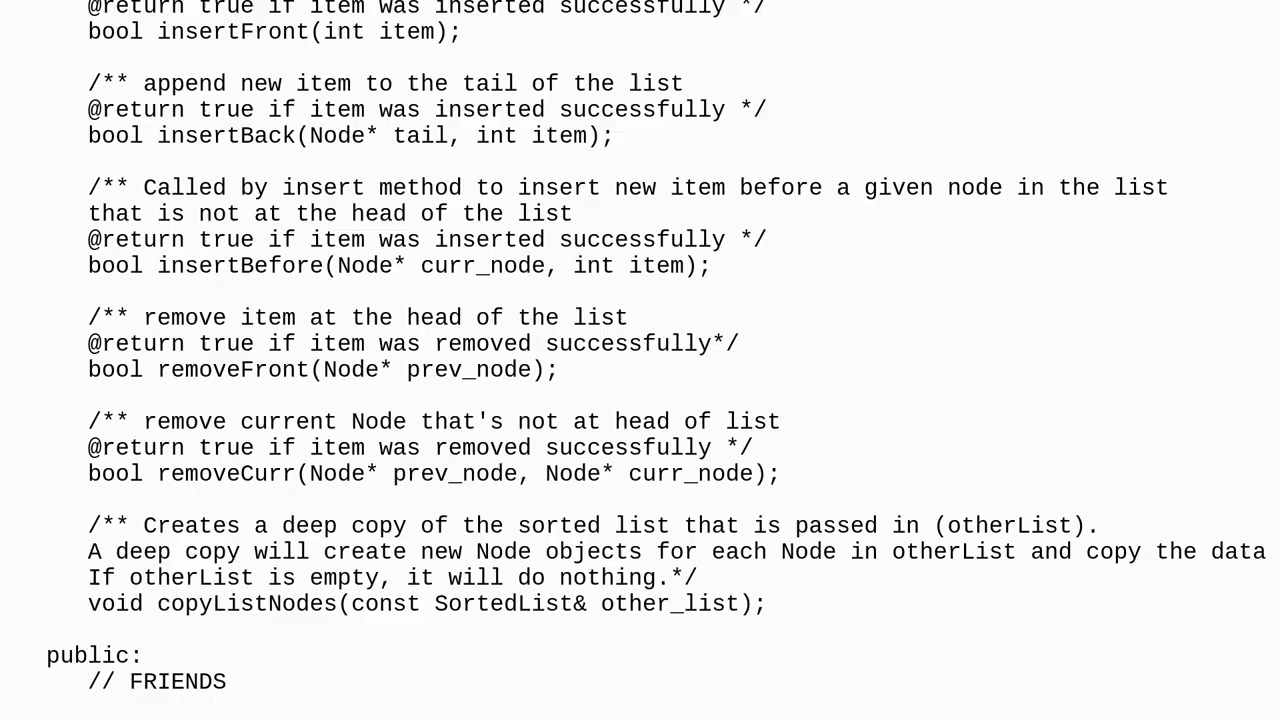 @return true if item was inserted successfully */
bool insertFront(int item);
/** append new item to the tail of the list
@return true if item was inserted successfully */
bool insertBack(Node* tail, int item);
/** Called by insert method to insert new item before a given node in the list
that is not at the head of the list
@return true if item was inserted successfully */
bool insertBefore(Node* curr_node, int item);
/** remove item at the head of the list
@return true if item was removed successfully*/
bool removeFront(Node* prev_node);
/** remove current Node that's not at head of list
@return true if item was removed successfully */
bool removeCurr(Node* prev_node, Node* curr_node);
/** Creates a deep copy of the sorted list that is passed in (otherList).
A deep copy will create new Node objects for each Node in otherList and copy the data
If otherList is empty, it will do nothing.*/
void copyListNodes(const SortedList& other_list);
public:
// FRIENDS